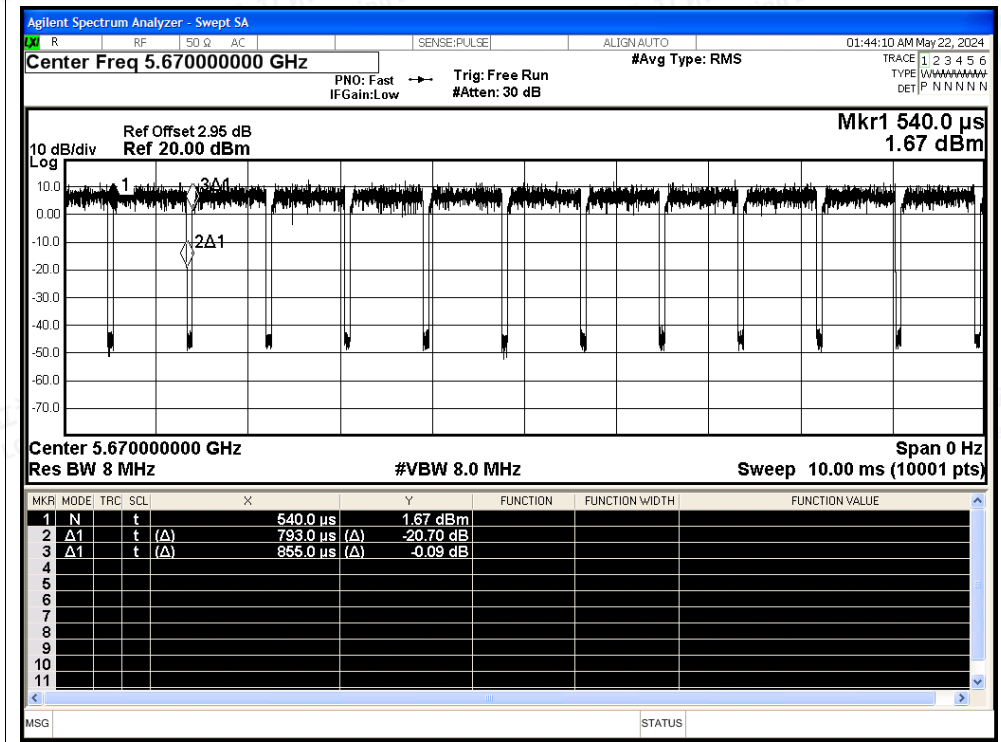 Agilent Spectrum Analyzer - Swept SA
LXI R RF 50 Ω AC SENSE:PULSE ALIGN AUTO 01:44:10 AM May 22, 2024
Center Freq 5.670000000 GHz #Avg Type: RMS TRACE 1 2 3 4 5 6
PNO: Fast Trig: Free Run TYPE WWWWWW
IFGain:Low #Atten: 30 dB DET P N N N N N
Mkr1 540.0 µs
Ref Offset 2.95 dB
10 dB/div Ref 20.00 dBm 1.67 dBm
Log
10.0 1 3Δ1
0.00
-10.0 2Δ1
-20.0
-30.0
-40.0
-50.0
-60.0
-70.0
Center 5.670000000 GHz Span 0 Hz
Res BW 8 MHz #VBW 8.0 MHz Sweep 10.00 ms (10001 pts)
MKR MODE TRC SCL X Y FUNCTION FUNCTION WIDTH FUNCTION VALUE
1 N t 540.0 µs 1.67 dBm
2 Δ1 t (Δ) 793.0 µs (Δ) -20.70 dB
3 Δ1 t (Δ) 855.0 µs (Δ) -0.09 dB
4
5
6
7
8
9
10
11
MSG STATUS